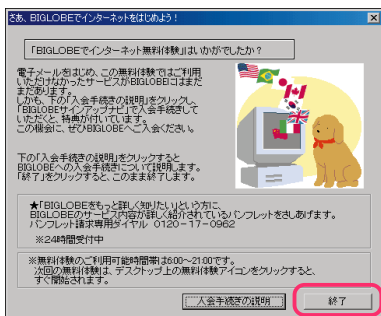 さあ、BIGLOBEでインターネットをはじめよう！
「BIGLOBEでインターネット無料体験」はいかがでしたか？
電子メールをはじめ、この無料体験ではご利用
いただけなかったサービスがBIGLOBEにはまだ
まだあります。
しかも、下の「入会手続きの説明」をクリックし、
「BIGLOBEサインアップナビ」で入会手続きして
いただくと、特典が付いています。
この機会に、ぜひBIGLOBEへご入会ください。
下の「入会手続きの説明」をクリックすると
BIGLOBEへの入会手続きについて説明します。
「終了」をクリックすると、このまま終了します。
★「BIGLOBEをもっと詳しく知りたい」という方に、
BIGLOBEのサービス内容が詳しく紹介されているパンフレットをさしあげます。
パンフレット請求専用ダイヤル 0120－17－0962
※24時間受付中
※無料体験のご利用可能時間帯は6:00～21:00です。
次回の無料体験は、デスクトップ上の無料体験アイコンをクリックすると、
すぐ開始されます。
入会手続きの説明
終了